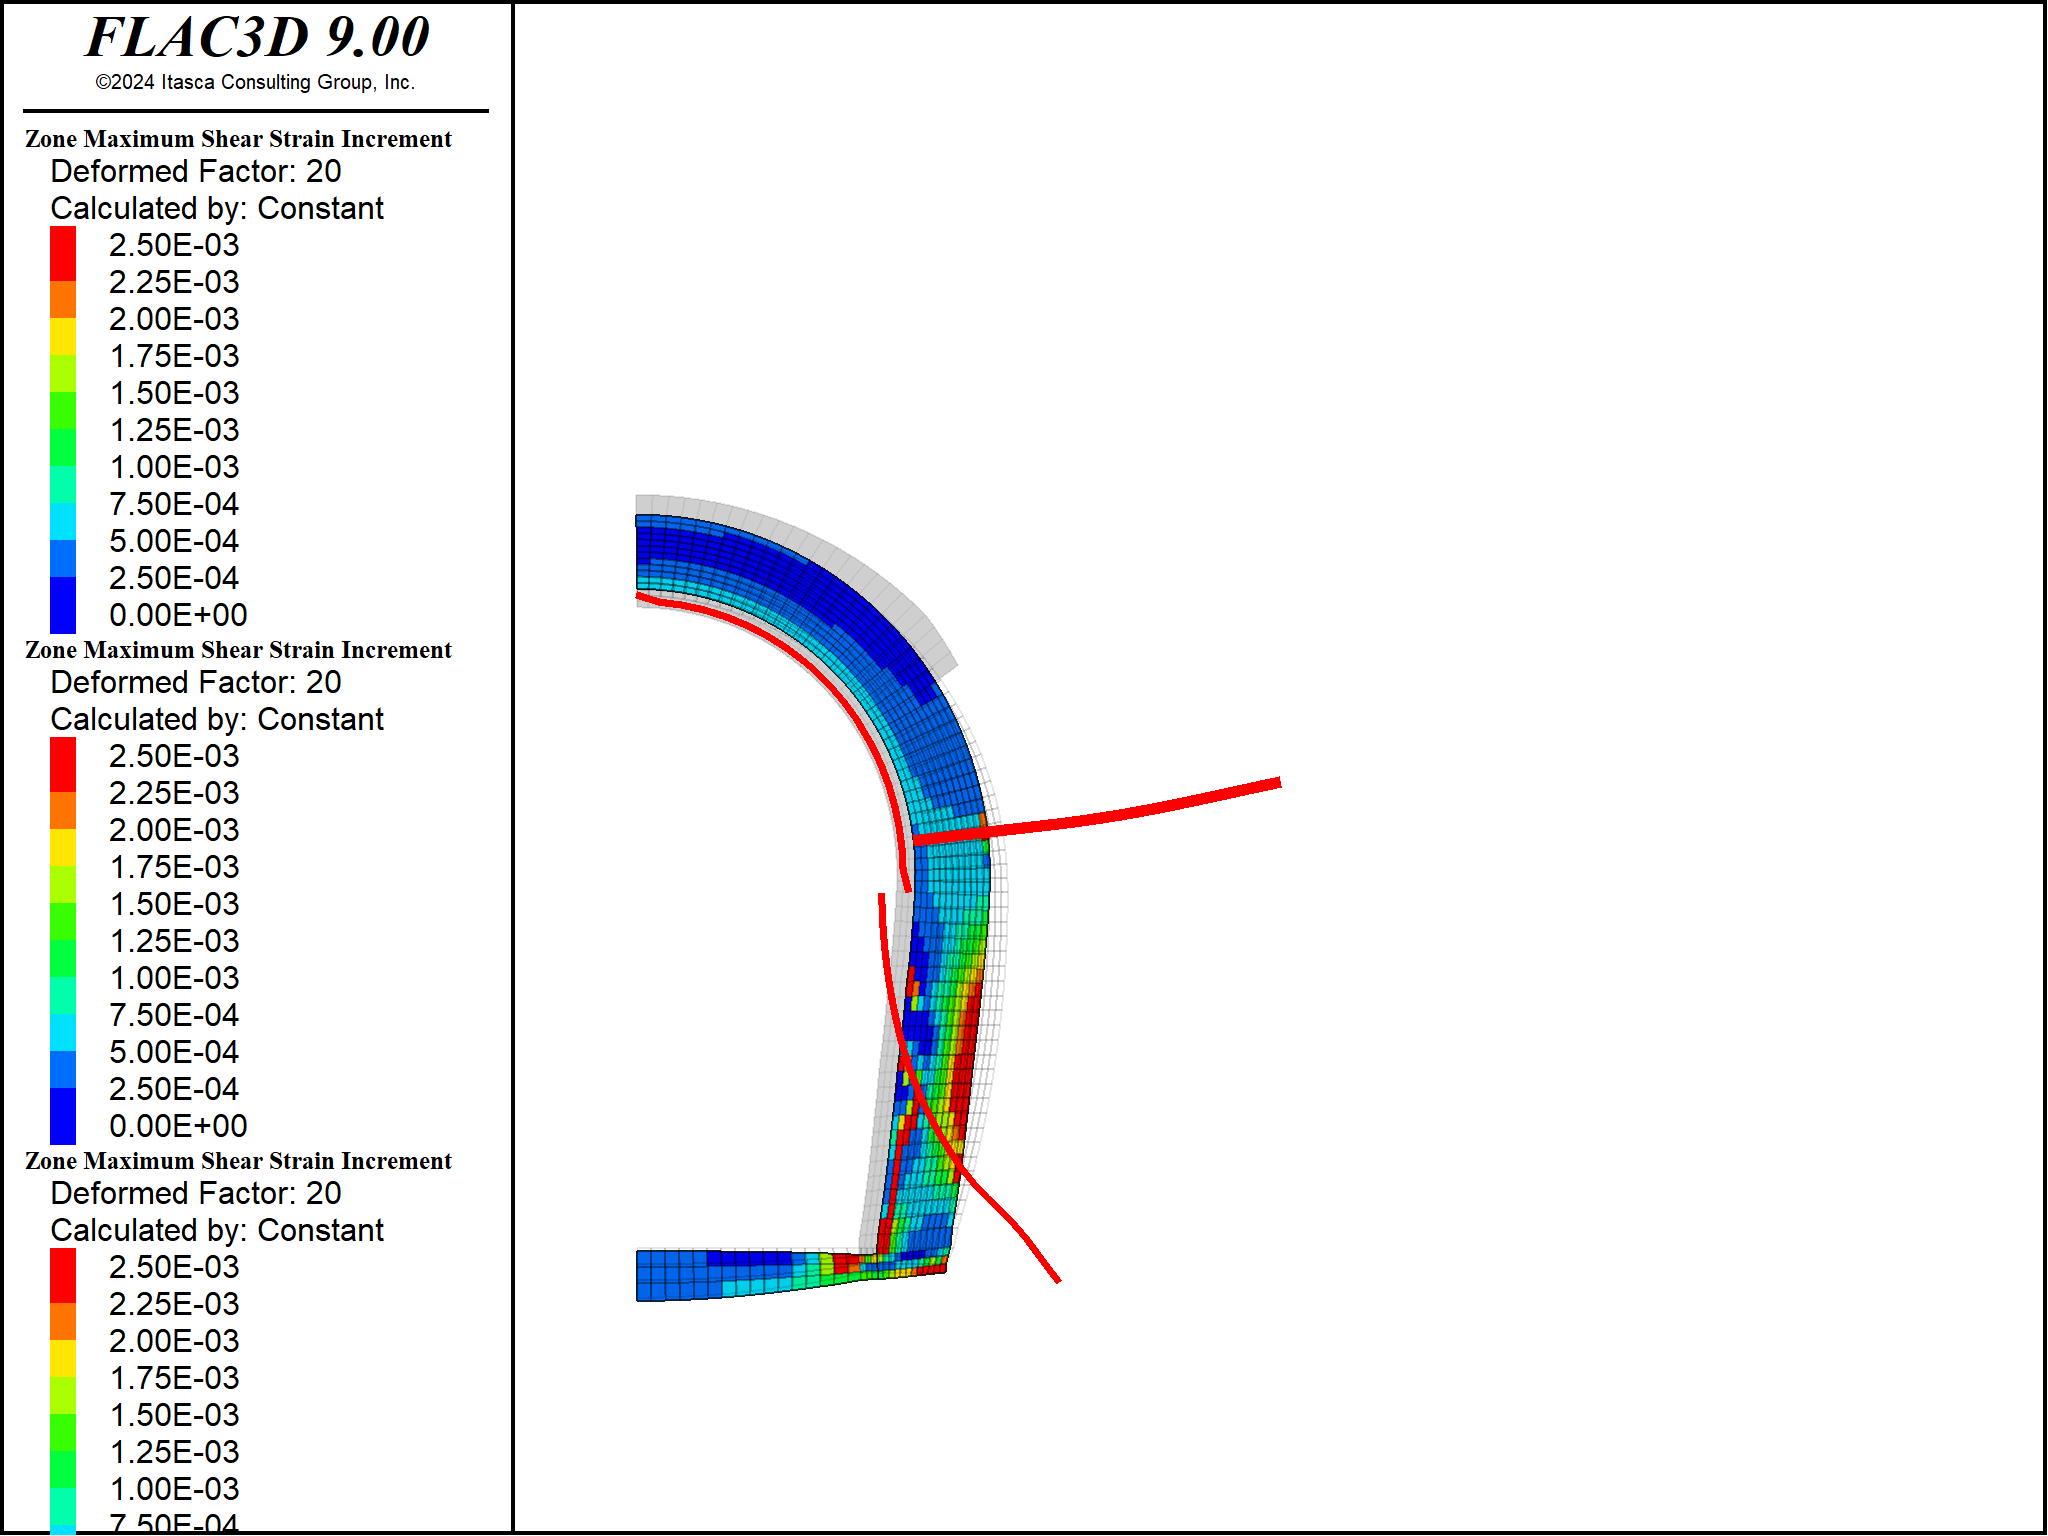 FLAC3D 9.00
©2024 Itasca Consulting Group, Inc.
Zone Maximum Shear Strain Increment
Deformed Factor: 20
Calculated by: Constant
2.50E-03
2.25E-03
2.00E-03
1.75E-03
1.50E-03
1.25E-03
1.00E-03
7.50E-04
5.00E-04
2.50E-04
0.00E+00
Zone Maximum Shear Strain Increment
Deformed Factor: 20
Calculated by: Constant
2.50E-03
2.25E-03
2.00E-03
1.75E-03
1.50E-03
1.25E-03
1.00E-03
7.50E-04
5.00E-04
2.50E-04
0.00E+00
Zone Maximum Shear Strain Increment
Deformed Factor: 20
Calculated by: Constant
2.50E-03
2.25E-03
2.00E-03
1.75E-03
1.50E-03
1.25E-03
1.00E-03
7.50E-04